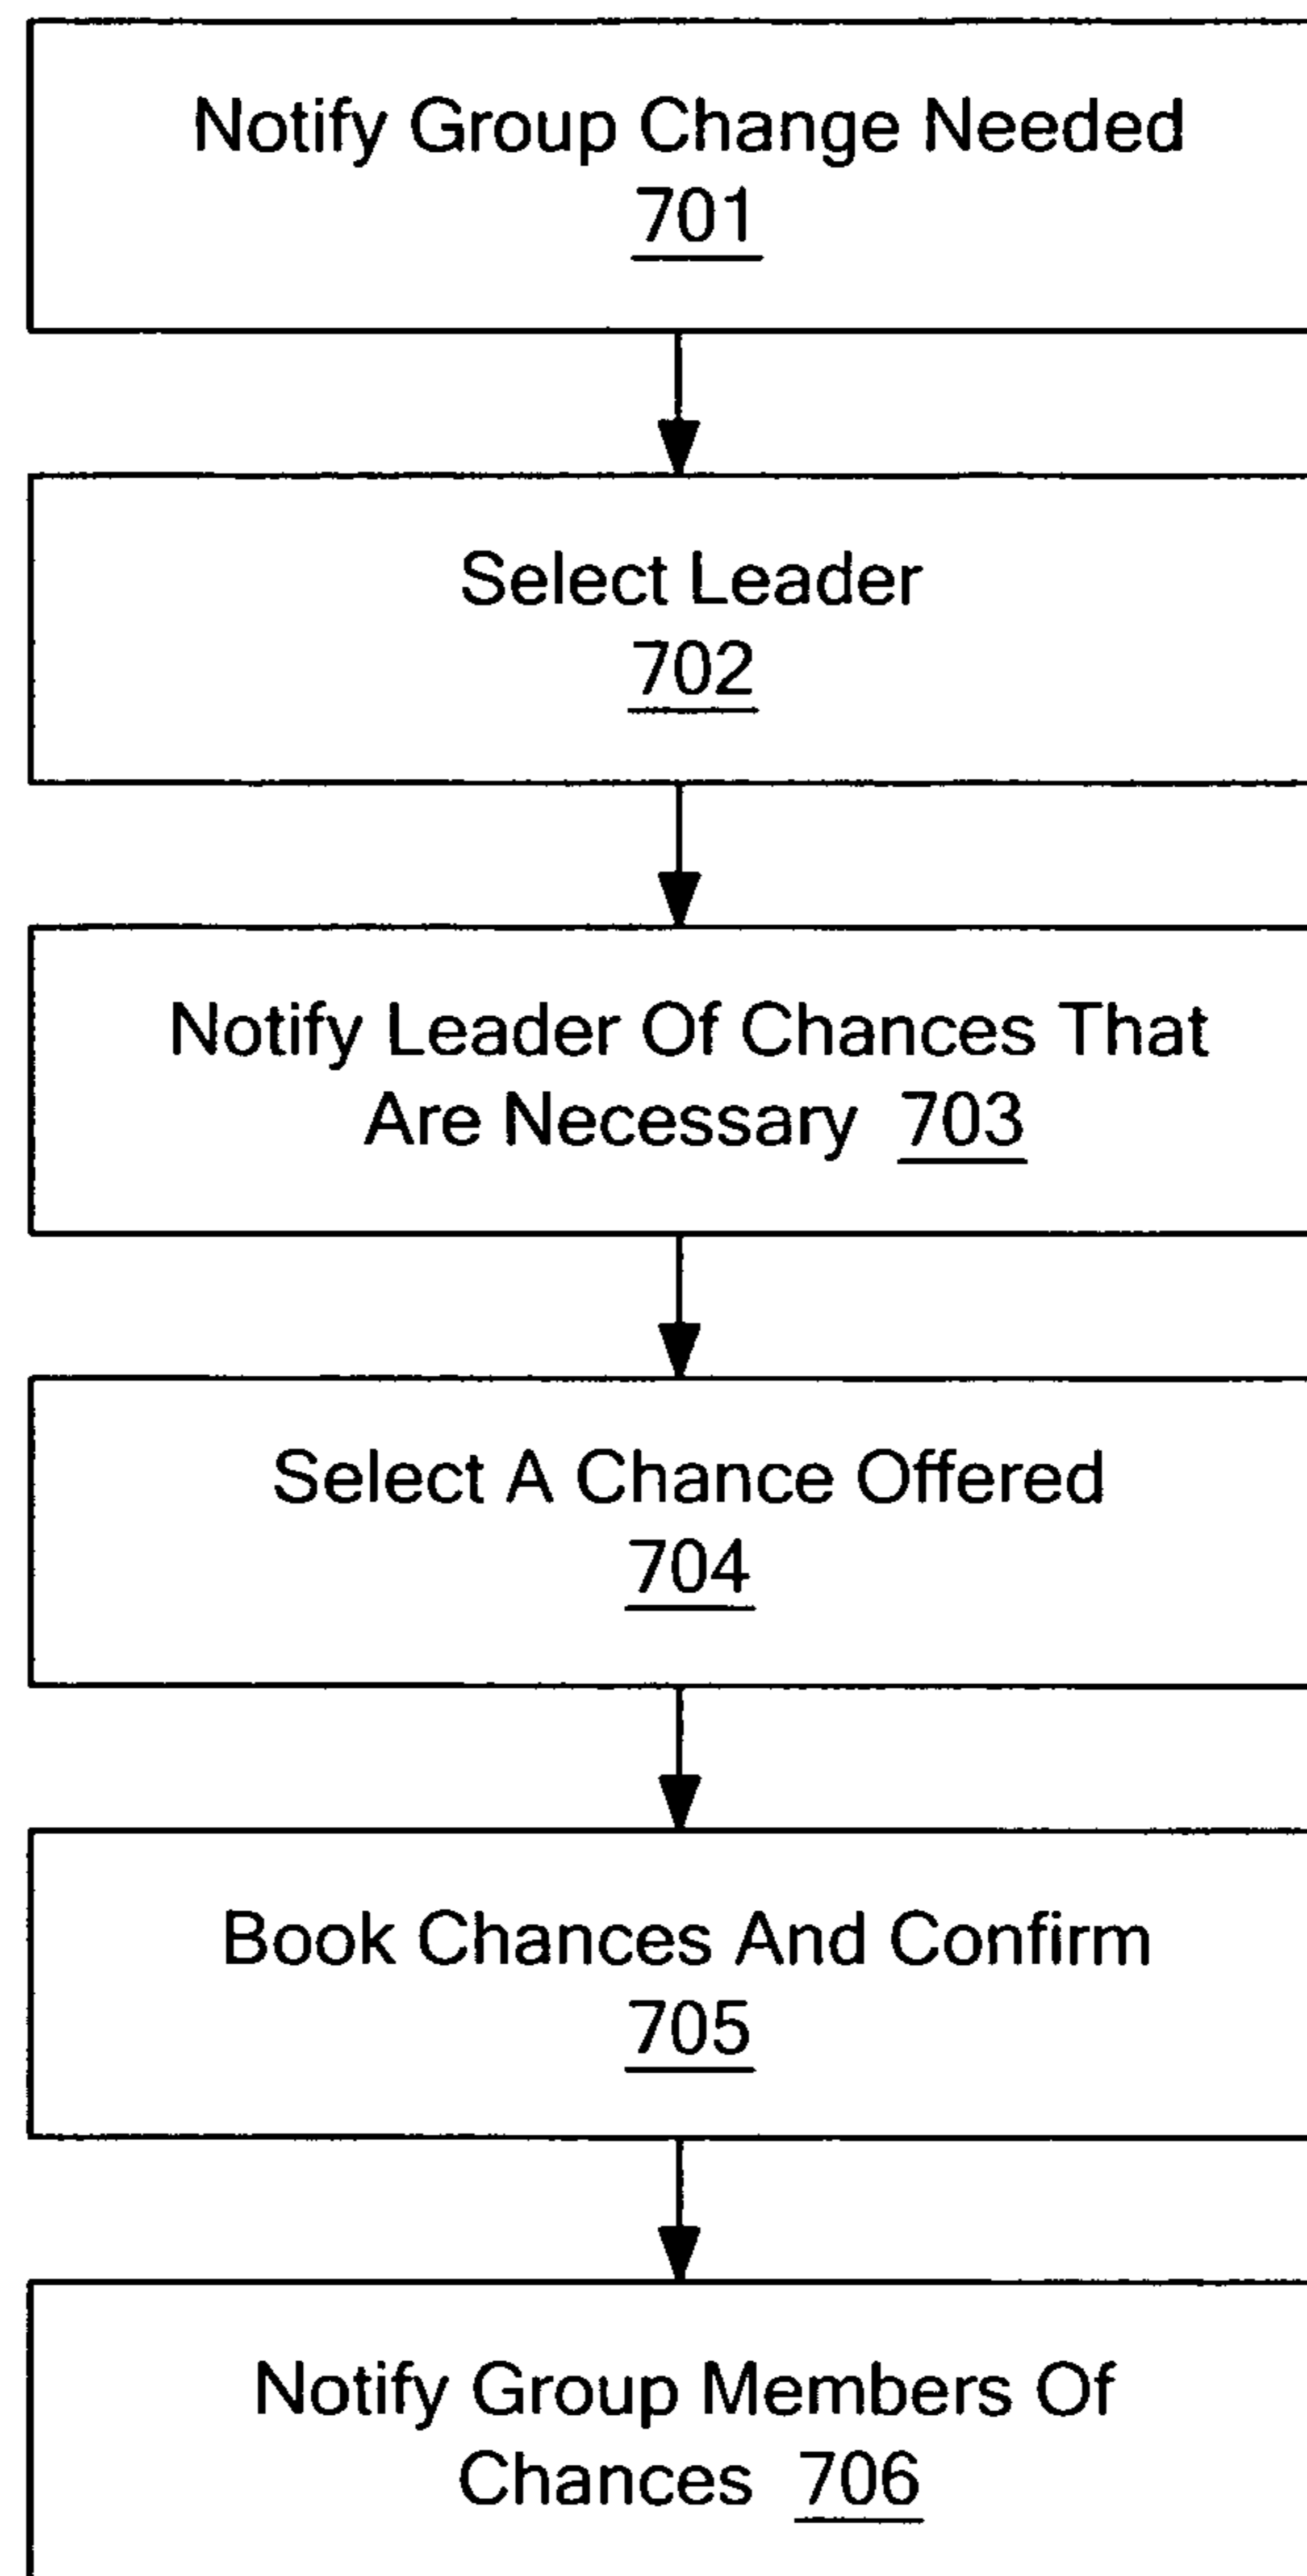 Notify Group Change Needed
701
Select Leader
702
Notify Leader Of Chances That
Are Necessary 703
Select A Chance Offered
704
Book Chances And Confirm
705
Notify Group Members Of
Chances 706